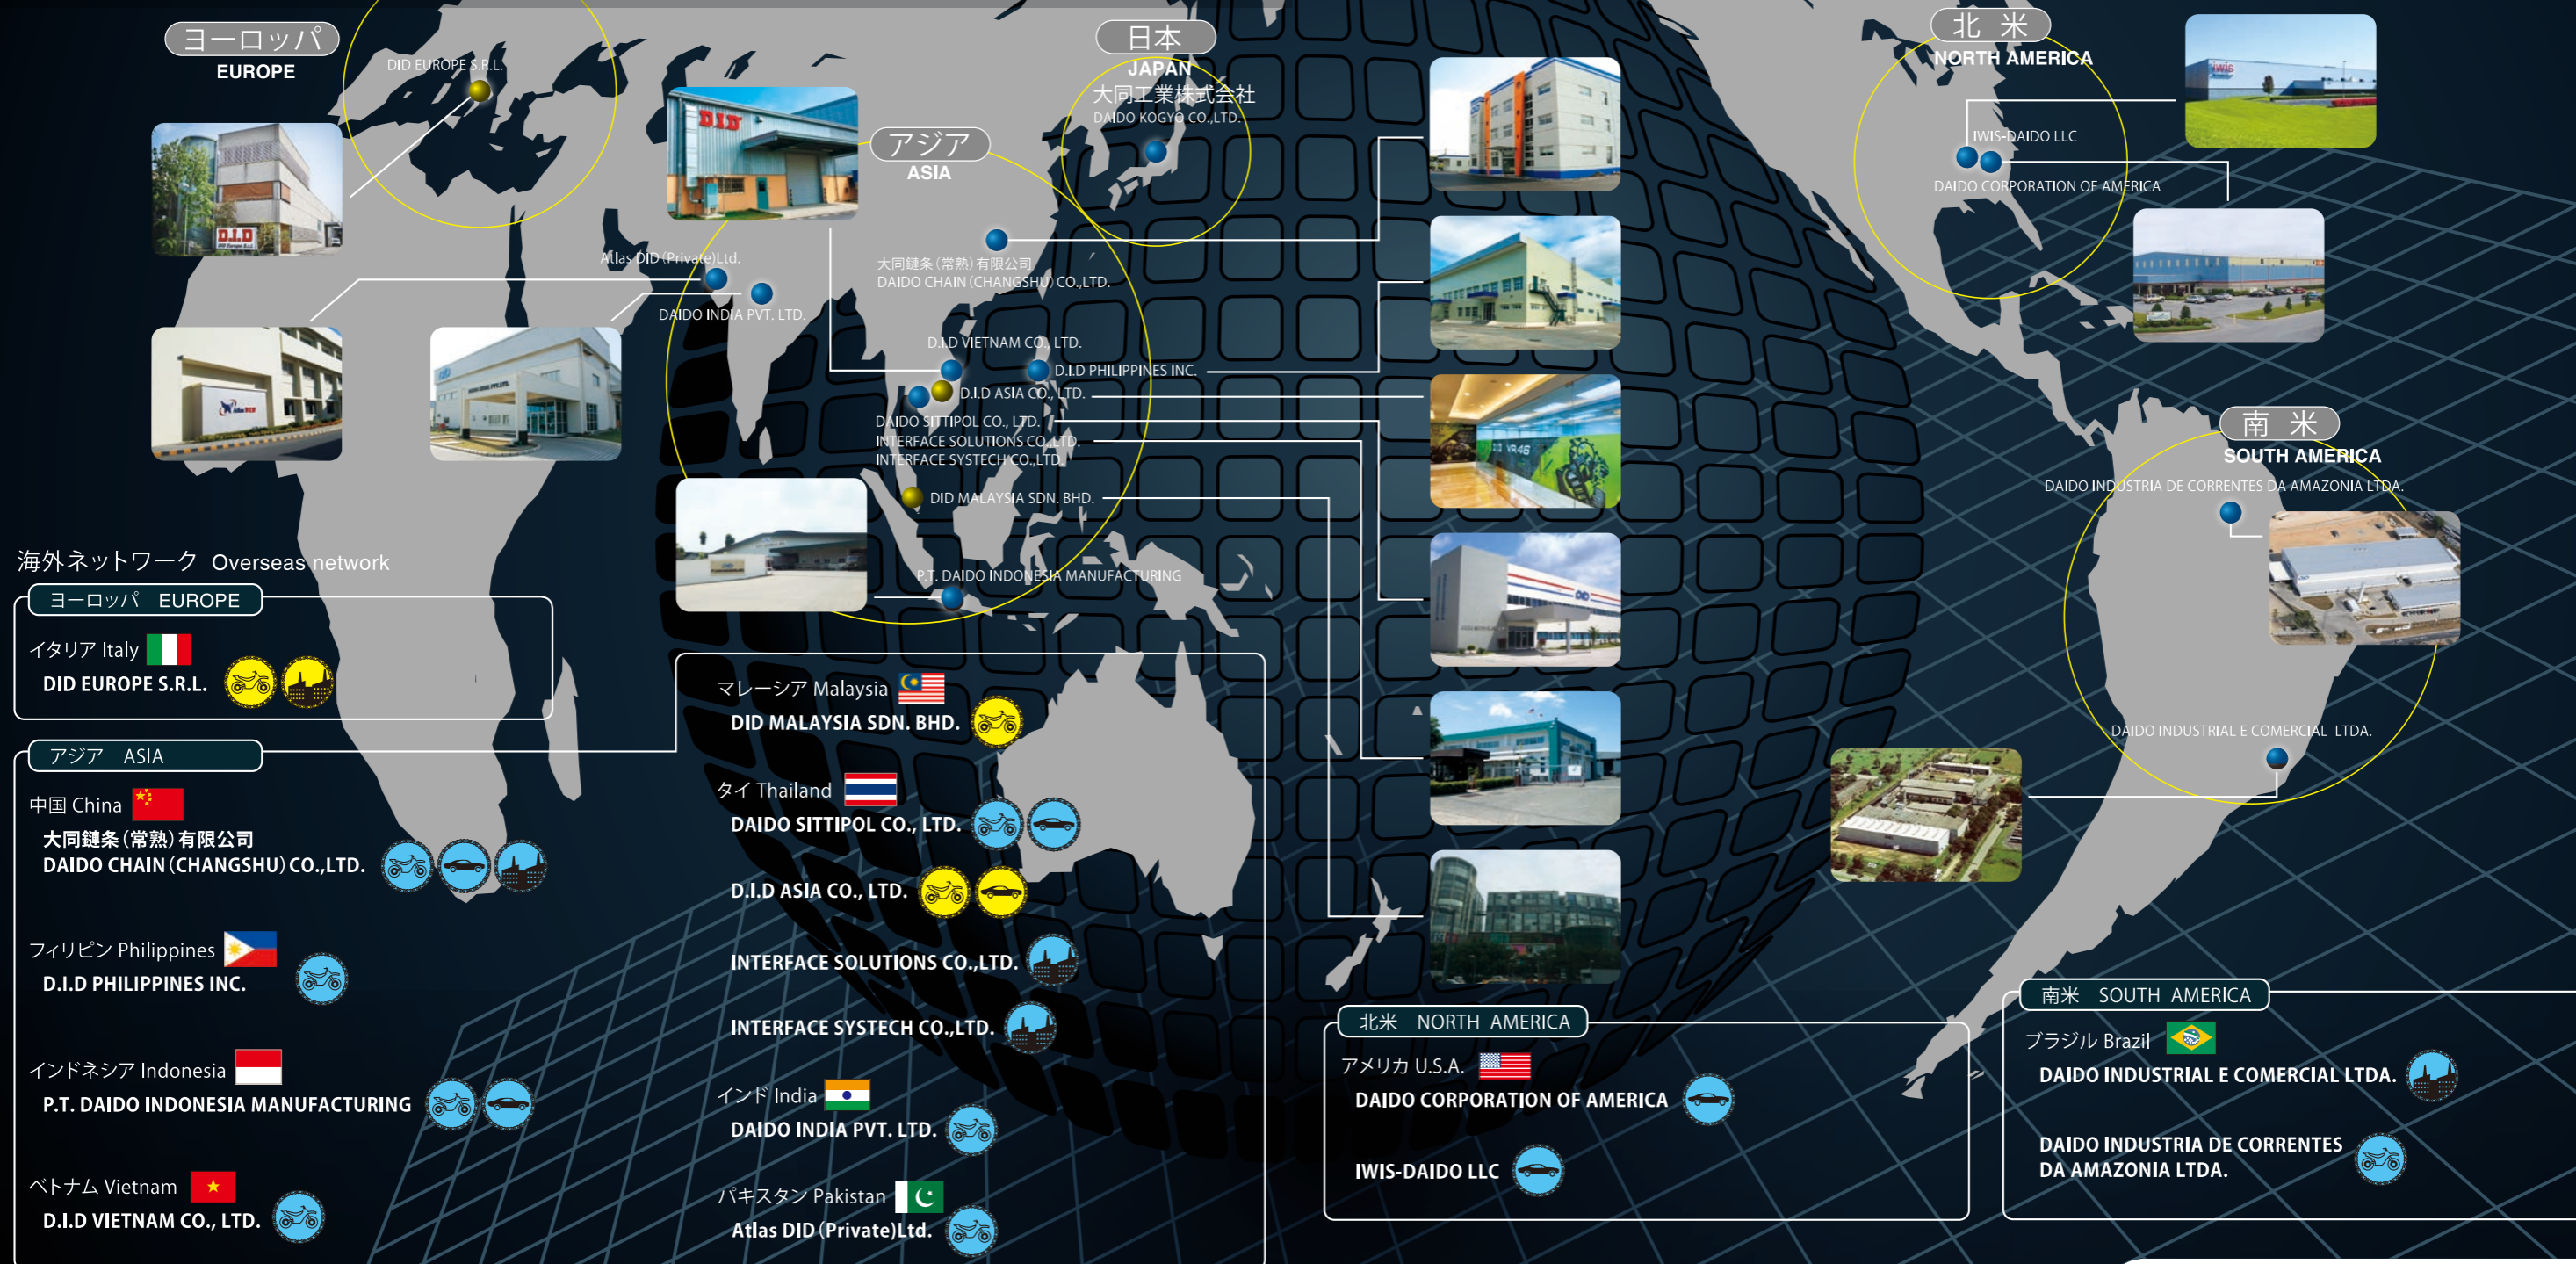 ヨーロッパ
EUROPE
DID EUROPE S.R.L.
D.I.D
DID Europe S.r.l.
D.I.D
アジア
ASIA
日本
JAPAN
大同工業株式会社
DAIDO KOGYO CO.,LTD.
北 米
NORTH AMERICA
iwis
IWIS-DAIDO LLC
DAIDO CORPORATION OF AMERICA
Atlas DID (Private)Ltd.
DAIDO INDIA PVT. LTD.
大同鏈条(常熟)有限公司
DAIDO CHAIN(CHANGSHU)CO.,LTD.
D.I.D VIETNAM CO., LTD.
D.I.D PHILIPPINES INC.
D.I.D ASIA CO., LTD.
DAIDO SITTIPOL CO., LTD.
INTERFACE SOLUTIONS CO.,LTD.
INTERFACE SYSTECH CO.,LTD.
DID MALAYSIA SDN. BHD.
P.T. DAIDO INDONESIA MANUFACTURING
VR46
南 米
SOUTH AMERICA
DAIDO INDUSTRIA DE CORRENTES DA AMAZONIA LTDA.
DAIDO INDUSTRIAL E COMERCIAL LTDA.
海外ネットワーク Overseas network
ヨーロッパ EUROPE
イタリア Italy
DID EUROPE S.R.L.
アジア ASIA
中国 China
大同鏈条(常熟)有限公司
DAIDO CHAIN(CHANGSHU)CO.,LTD.
フィリピン Philippines
D.I.D PHILIPPINES INC.
インドネシア Indonesia
P.T. DAIDO INDONESIA MANUFACTURING
ベトナム Vietnam
D.I.D VIETNAM CO., LTD.
マレーシア Malaysia
DID MALAYSIA SDN. BHD.
タイ Thailand
DAIDO SITTIPOL CO., LTD.
D.I.D ASIA CO., LTD.
INTERFACE SOLUTIONS CO.,LTD.
INTERFACE SYSTECH CO.,LTD.
インド India
DAIDO INDIA PVT. LTD.
パキスタン Pakistan
Atlas DID (Private)Ltd.
北米 NORTH AMERICA
アメリカ U.S.A.
DAIDO CORPORATION OF AMERICA
IWIS-DAIDO LLC
南米 SOUTH AMERICA
ブラジル Brazil
DAIDO INDUSTRIAL E COMERCIAL LTDA.
DAIDO INDUSTRIA DE CORRENTES
DA AMAZONIA LTDA.